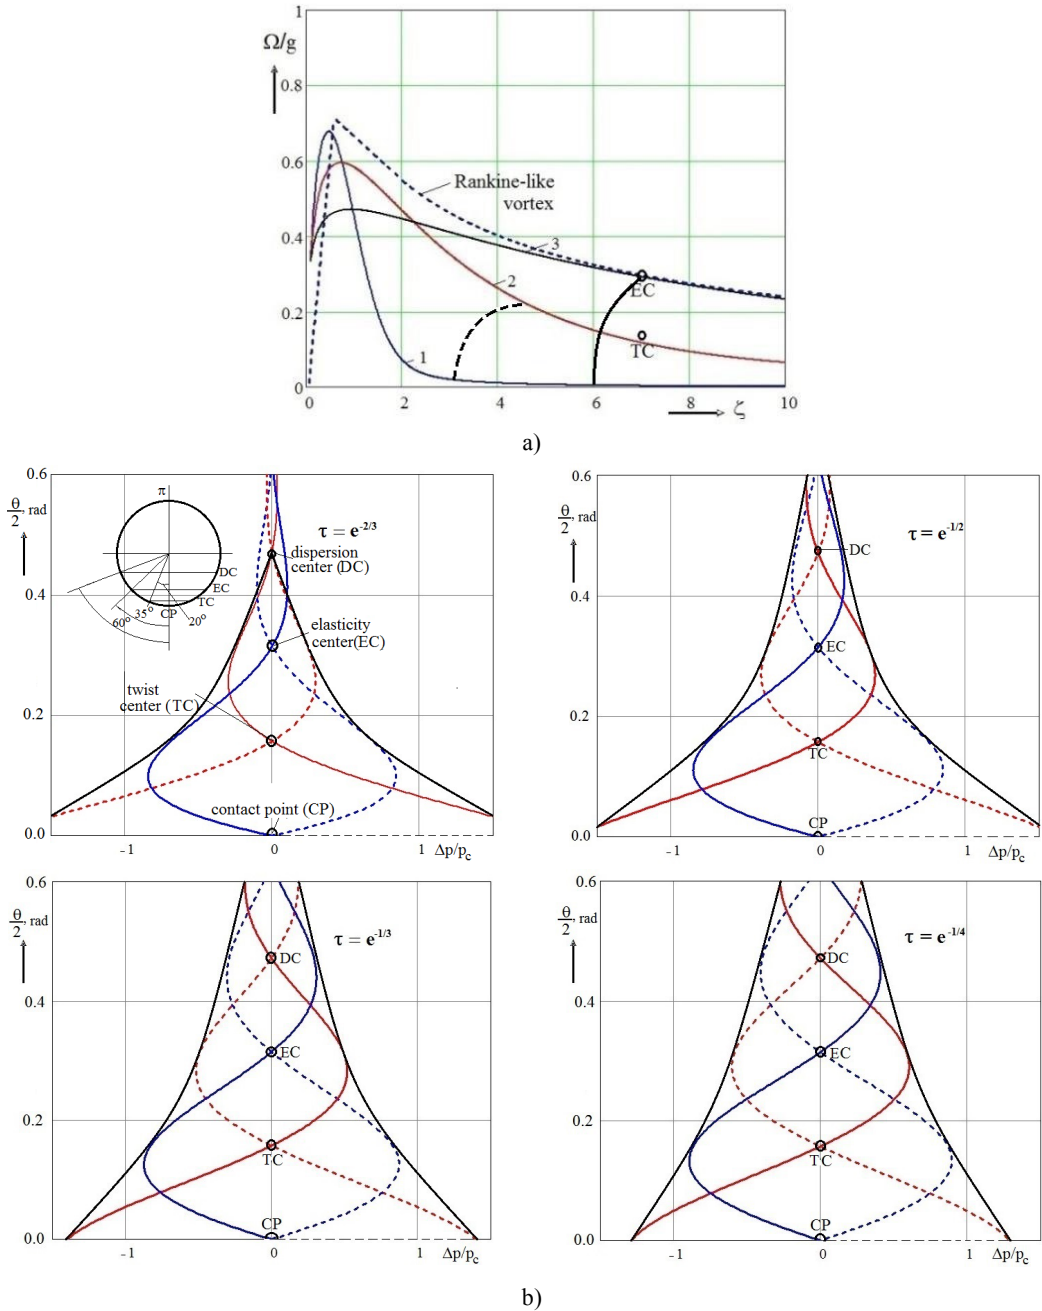 1
Ω/g
0.8
0.6
Rankine-like
vortex
0.4
3
2
EC
0.2
TC
1
0
0 2 4 6 8 10
ζ
a)
0.6
π
θ/2, rad
τ = e^-2/3
dispersion
center (DC)
DC
EC
TC
CP
60°
35°
20°
0.4
elasticity
center(EC)
twist
center (TC)
0.2
contact point (CP)
0.0
-1 0 1 Δp/p_c
0.6
θ/2, rad
τ = e^-1/2
DC
0.4
EC
0.2
TC
CP
0.0
-1 0 1 Δp/p_c
0.6
θ/2, rad
τ = e^-1/3
DC
0.4
EC
0.2
TC
CP
0.0
-1 0 1 Δp/p_c
0.6
θ/2, rad
τ = e^-1/4
DC
0.4
EC
0.2
TC
CP
0.0
-1 0 1 Δp/p_c
b)